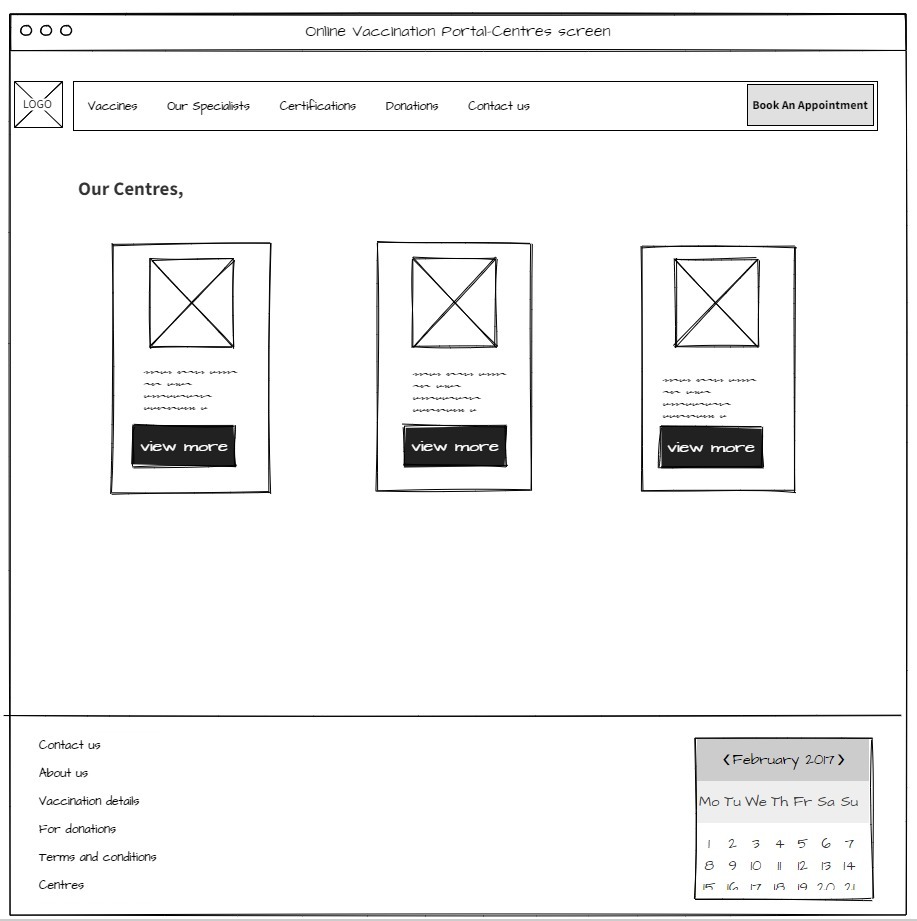 Online Vaccination Portal-Centres screen
LOGO
Vaccines Our Specialists Certifications Donations Contact us Book An Appointment
Our Centres,
view more view more view more
Contact us
About us
Vaccination details
For donations
Terms and conditions
Centres
February 2017
Mo Tu We Th Fr Sa Su
1 2 3 4 5 6 7
8 9 10 11 12 13 14
15 16 17 18 19 20 21